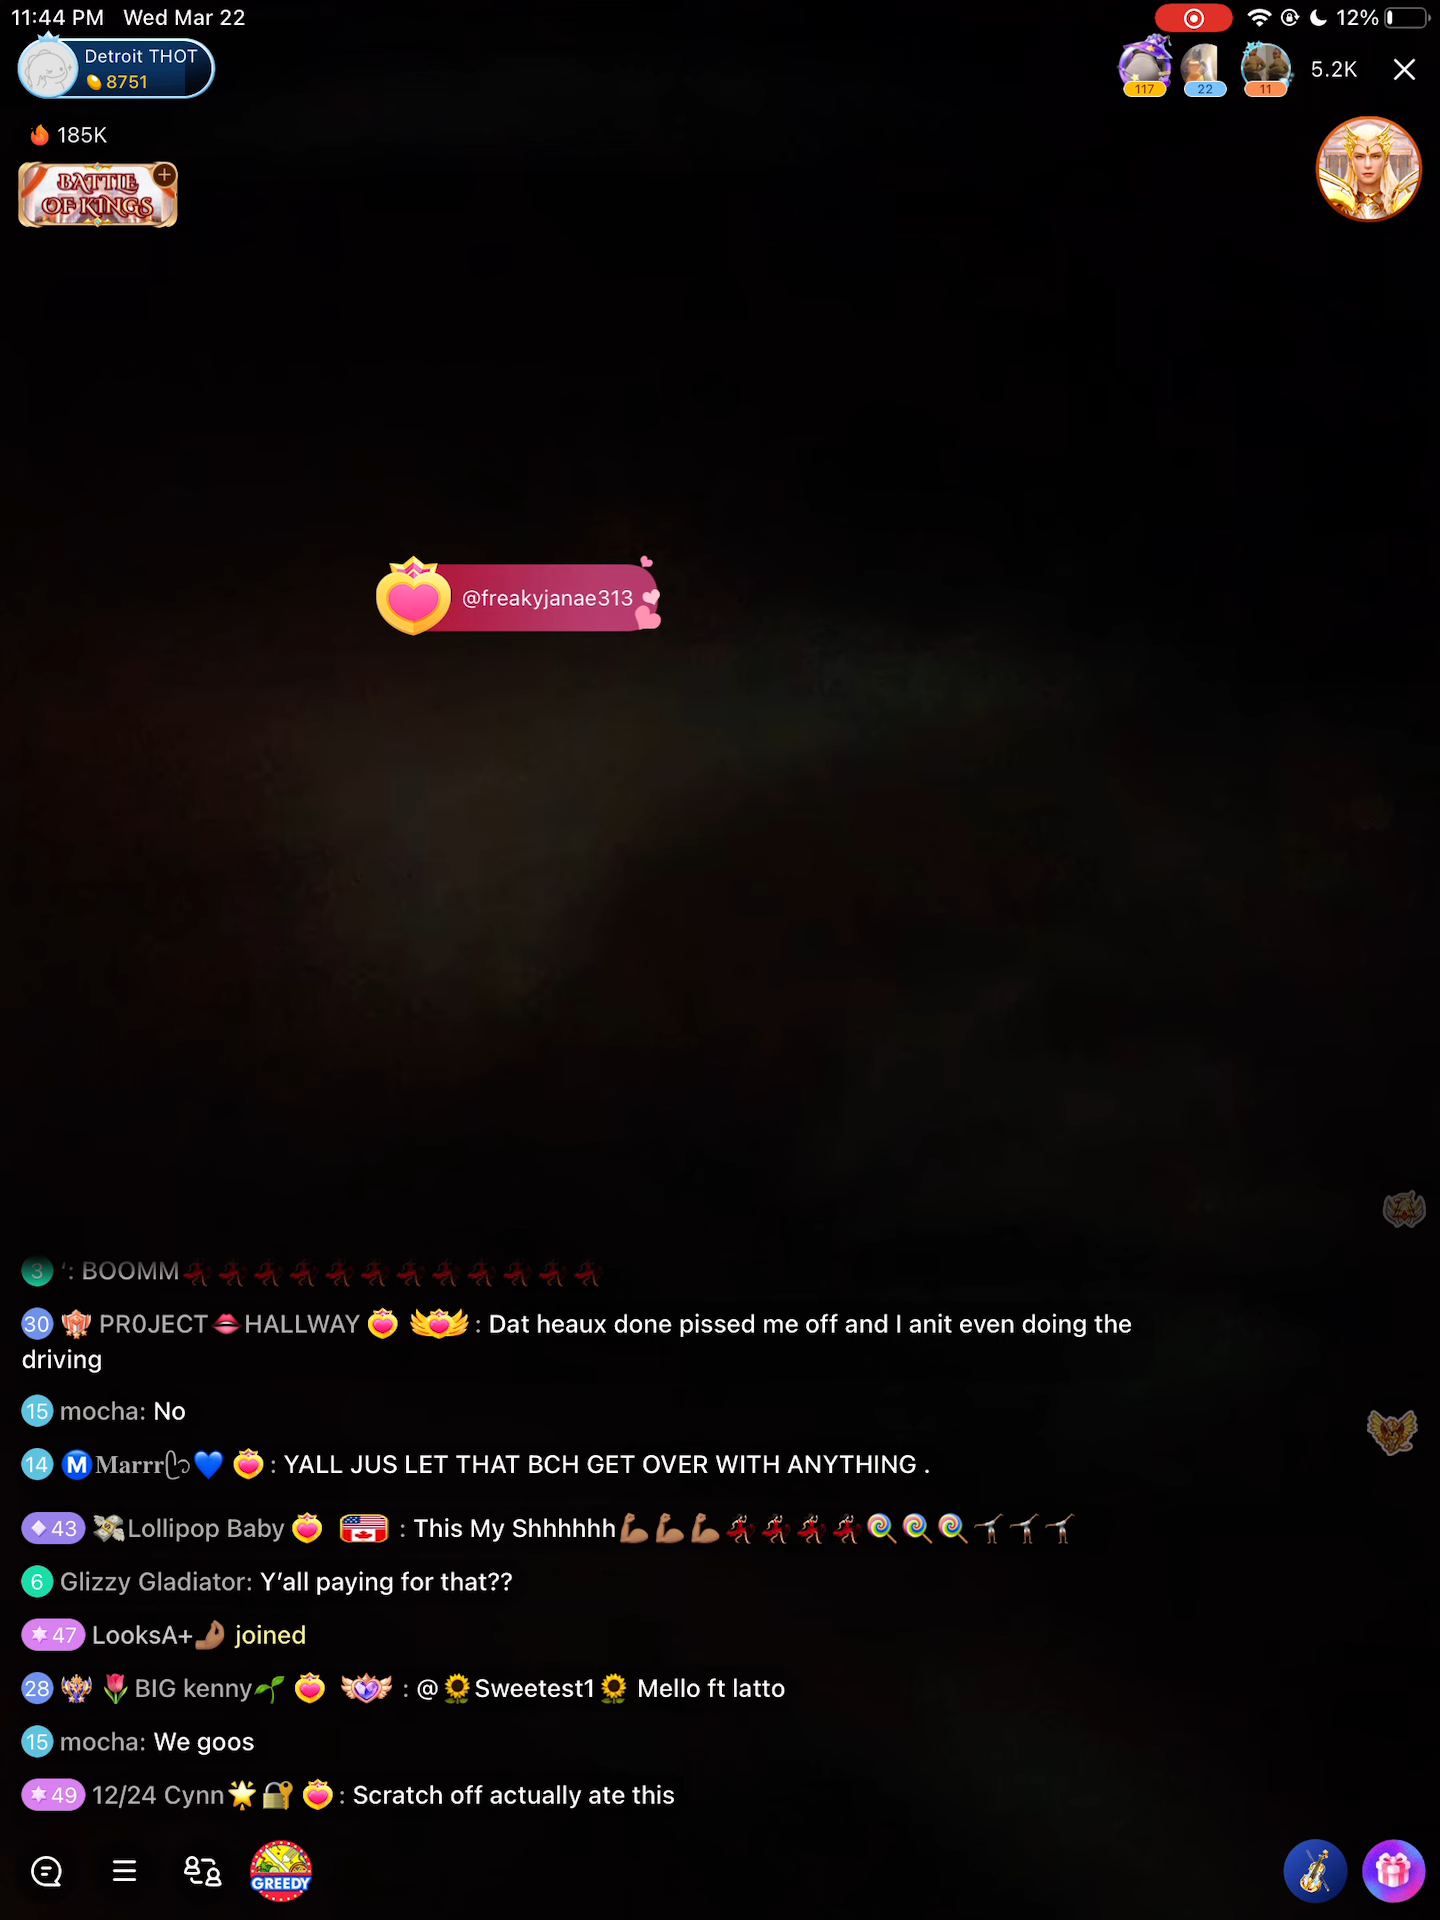 11:44 PM Wed Mar 22
12%
Detroit THOT
8751
117
22
11
5.2K
185K
BATTLE
OF KINGS
@freakyjanae313
3 ‘: BOOMM💃💃💃💃💃💃💃💃💃💃💃💃
30 PR0JECT🫦HALLWAY : Dat heaux done pissed me off and I anit even doing the
driving
15 mocha: No
14 Ⓜ️Marrr💙 : YALL JUS LET THAT BCH GET OVER WITH ANYTHING .
43 💸Lollipop Baby : This My Shhhhhh💪🏾💪🏾💪🏾💃🏾💃🏾💃🏾💃🏾🍭🍭🍭🤸🏾‍♀️🤸🏾‍♀️🤸🏾‍♀️
6 Glizzy Gladiator: Y’all paying for that??
47 LooksA+🤌🏾 joined
28 🌷BIG kenny🌱 : @🌻Sweetest1🌻 Mello ft latto
15 mocha: We goos
49 12/24 Cynn🌟🔐 : Scratch off actually ate this
GREEDY